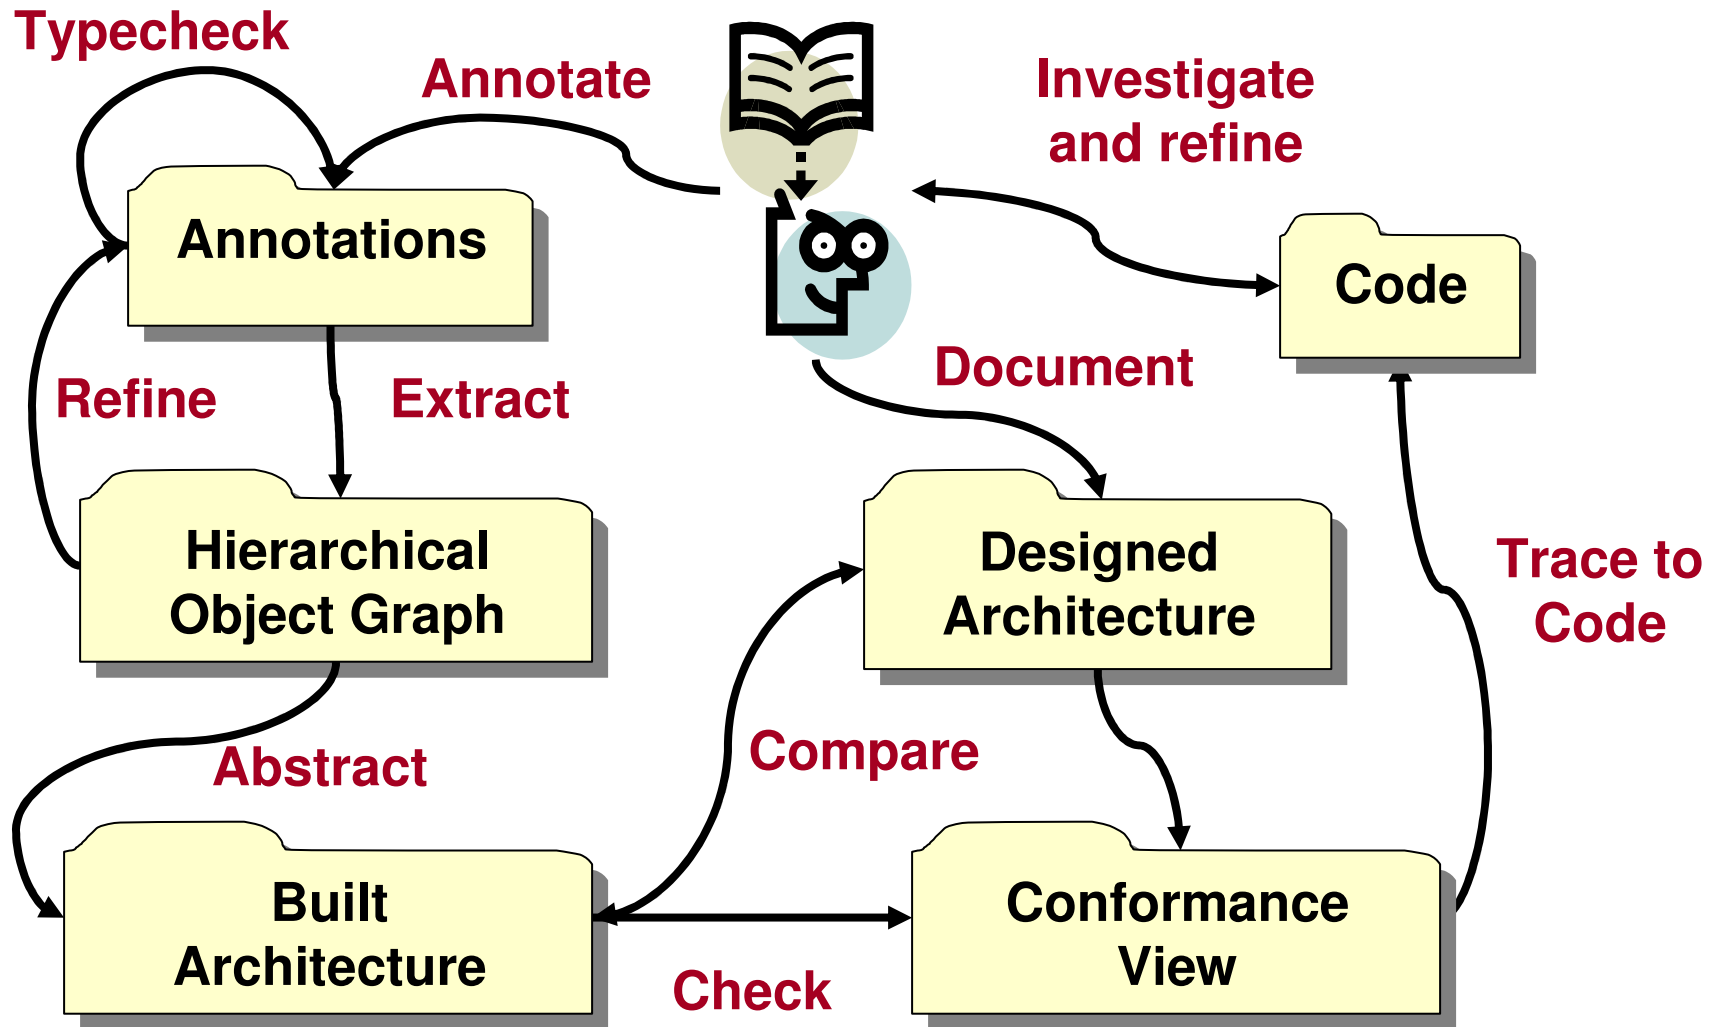 Typecheck
Annotate
Investigate
and refine
Annotations
Code
Refine
Extract
Document
Hierarchical
Object Graph
Designed
Architecture
Trace to
Code
Abstract
Compare
Built
Architecture
Conformance
View
Check